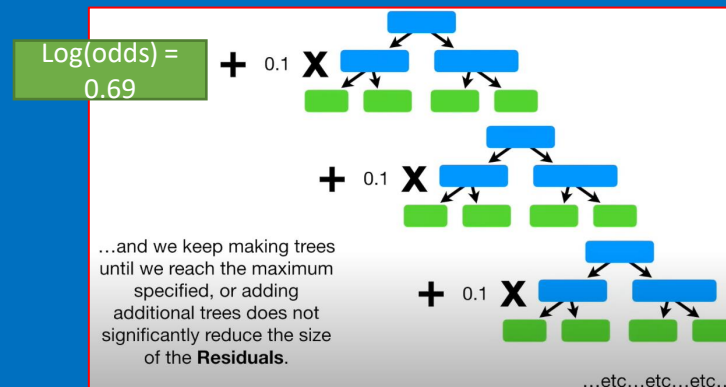 Log(odds) =
0.69
+ 0.1 X
+ 0.1 X
…and we keep making trees
until we reach the maximum
specified, or adding
additional trees does not
significantly reduce the size
of the Residuals.
+ 0.1 X
...etc...etc...etc..